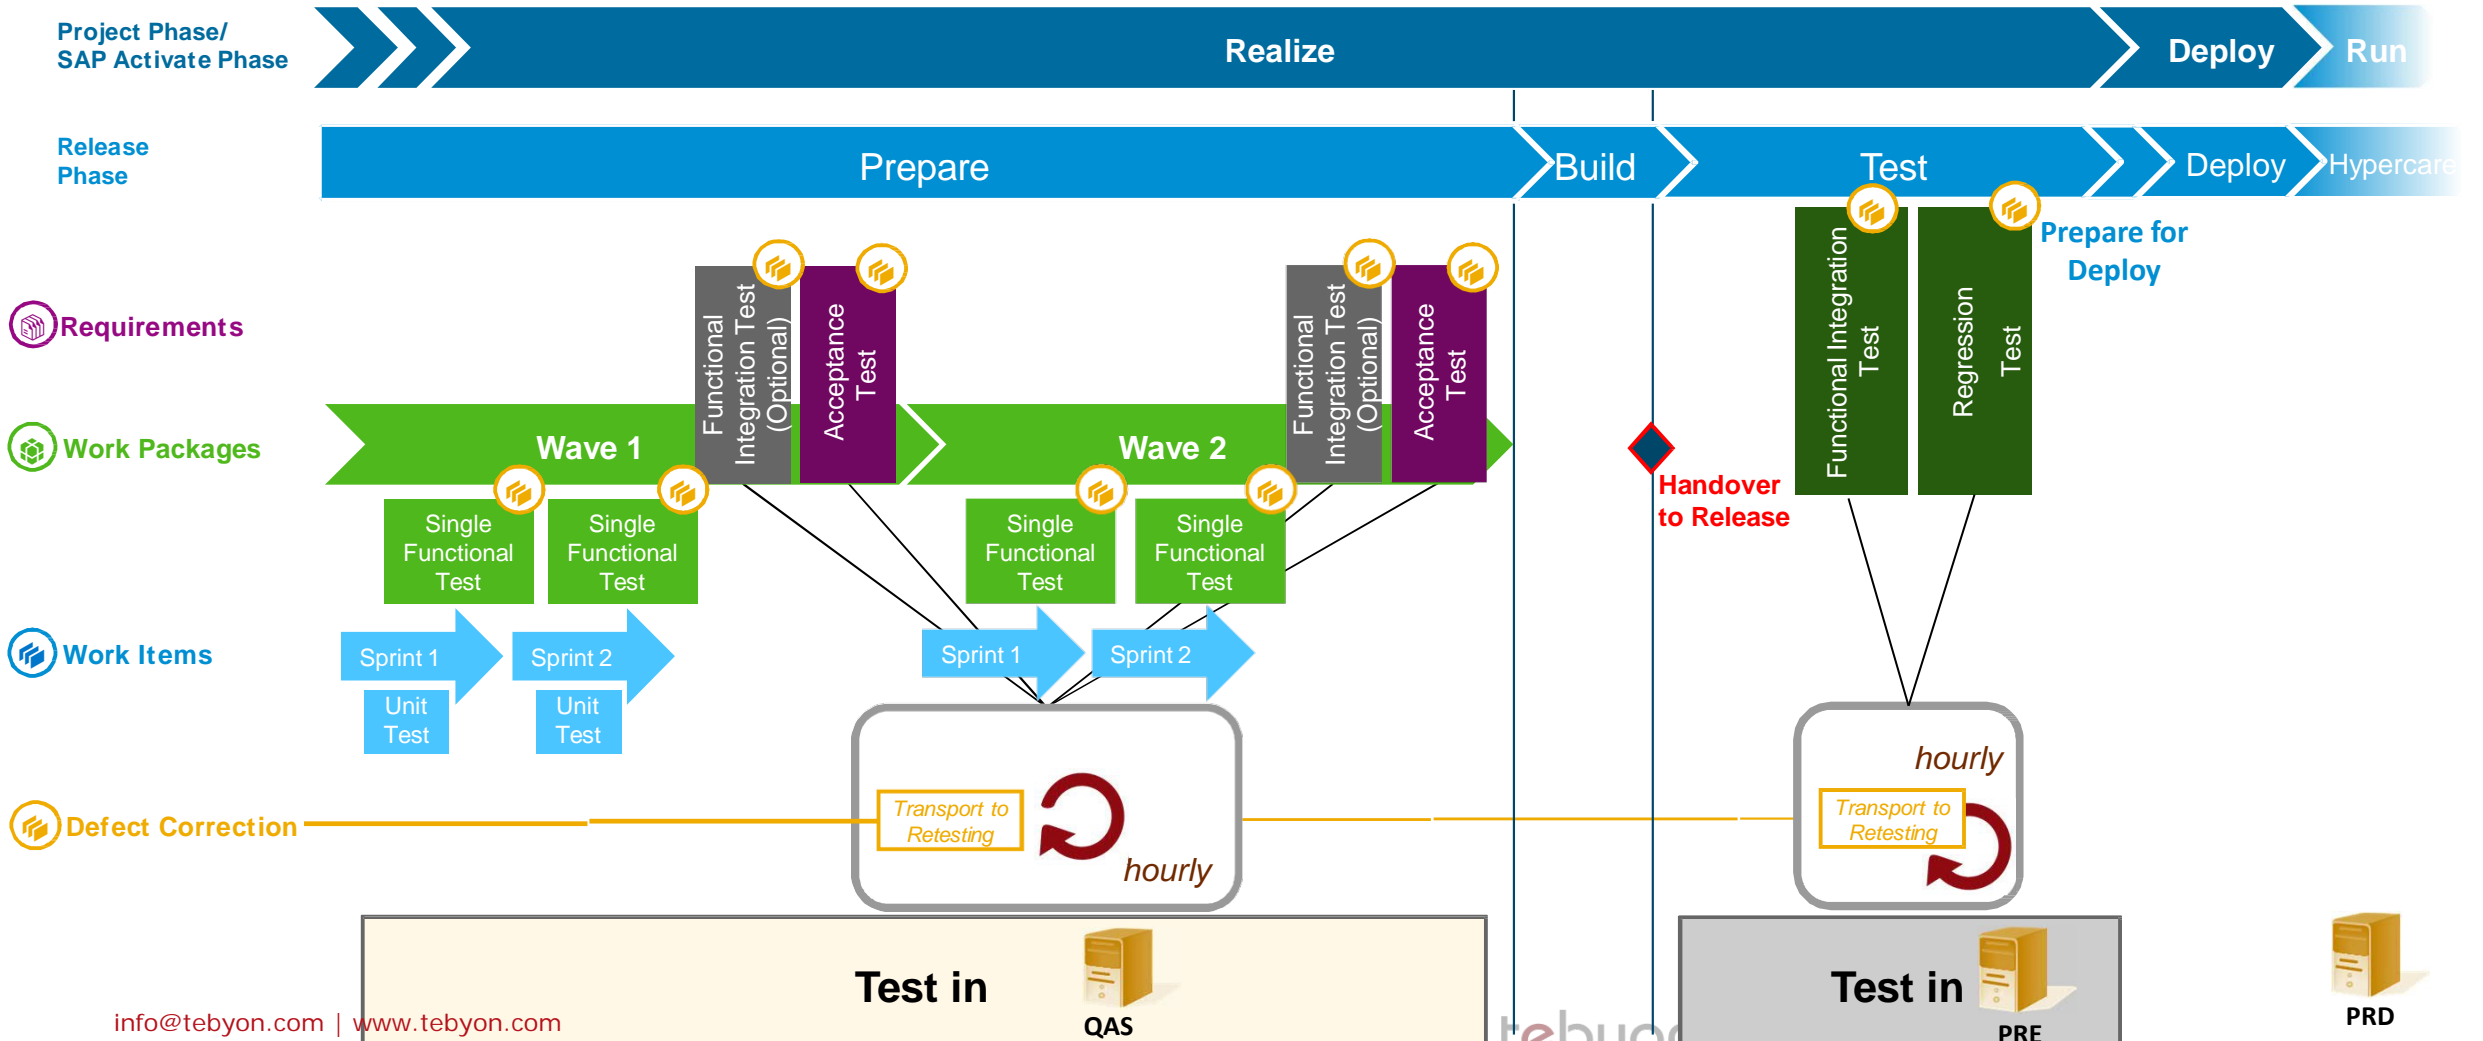 Project Phase/
SAP Activate Phase
Realize
Deploy
Run
Release
Phase
Prepare
Build
Test
Deploy
Hypercare
Prepare for
Deploy
Requirements
Functional
Integration Test
(Optional)
Acceptance
Test
Functional
Integration Test
(Optional)
Acceptance
Test
Functional Integration
Test
Regression
Test
Work Packages
Wave 1
Wave 2
Handover
to Release
Single
Functional
Test
Single
Functional
Test
Single
Functional
Test
Single
Functional
Test
Work Items
Sprint 1
Sprint 2
Sprint 1
Sprint 2
Unit
Test
Unit
Test
Defect Correction
Transport to
Retesting
hourly
hourly
Transport to
Retesting
Test in
QAS
Test in
PRE
PRD
info@tebyon.com | www.tebyon.com
tebyon